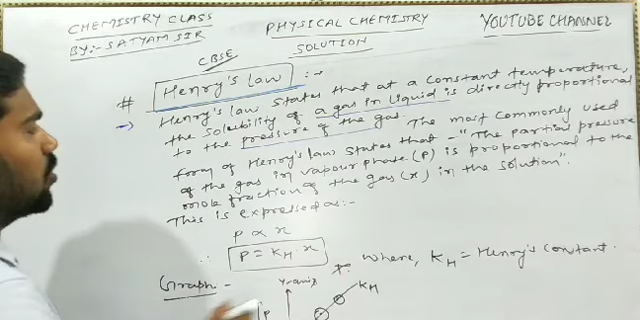 CHEMISTRY CLASS
BY:- SATYAM SIR
PHYSICAL CHEMISTRY
SOLUTION
YOUTUBE CHANNEL
CBSE
# Henry's law :-
→ Henry's law states that at a constant temperature,
the solubility of a gas in liquid is directly proportional
to the pressure of the gas. The most commonly used
form of Henry's law states that - "The partial pressure
of the gas in vapour phase (P) is proportional to the
mole fraction of the gas (x) in the solution".
This is expressed as:-
P ∝ x
∴ P = KH · x
where, KH = Henry's constant.
Graph -
Y-axis
KH
P